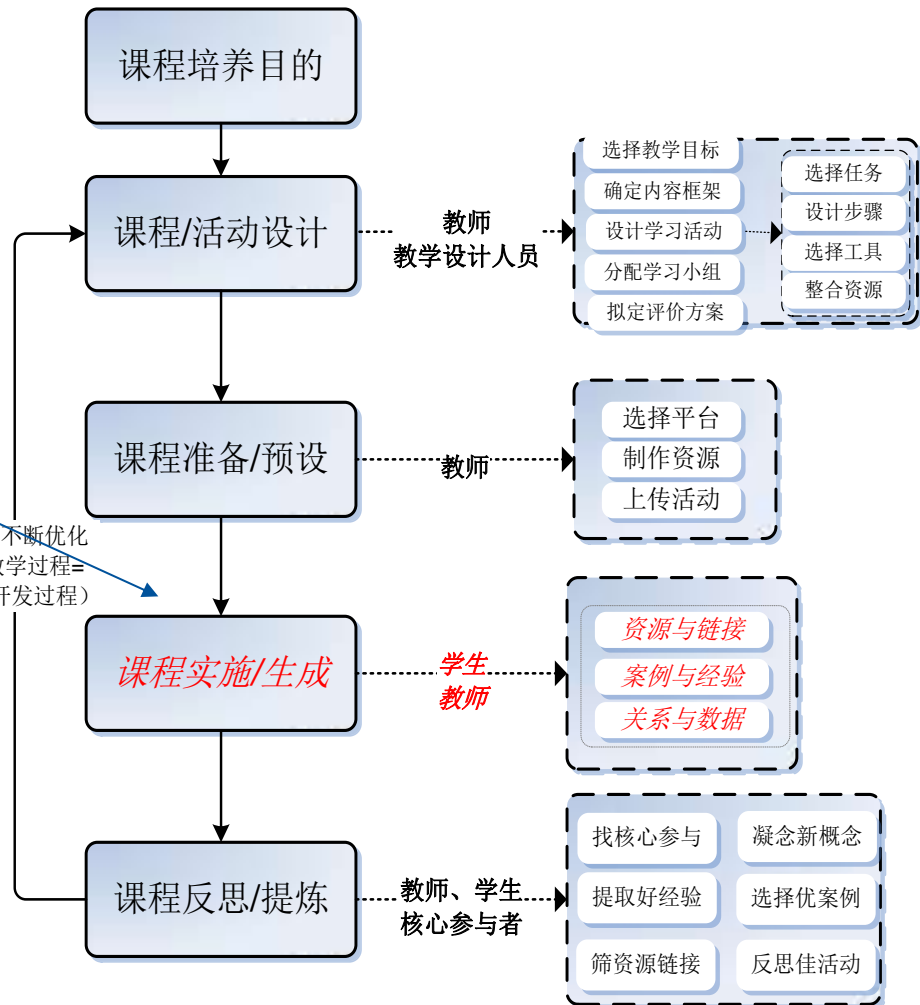 课程培养目的
课程/活动设计
教师
教学设计人员
选择教学目标
确定内容框架
设计学习活动
分配学习小组
拟定评价方案
选择任务
设计步骤
选择工具
整合资源
课程准备/预设
教师
选择平台
制作资源
上传活动
不断优化
教学过程=
开发过程）
课程实施/生成
学生
教师
资源与链接
案例与经验
关系与数据
课程反思/提炼
教师、学生
核心参与者
找核心参与
凝念新概念
提取好经验
选择优案例
筛资源链接
反思佳活动